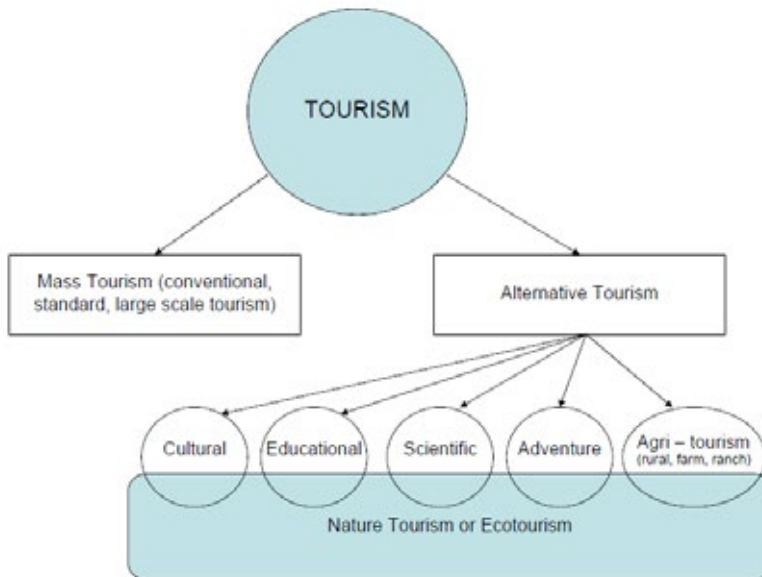 TOURISM
Mass Tourism (conventional,
standard, large scale tourism)
Alternative Tourism
Cultural
Educational
Scientific
Adventure
Agri – tourism
(rural, farm, ranch)
Nature Tourism or Ecotourism